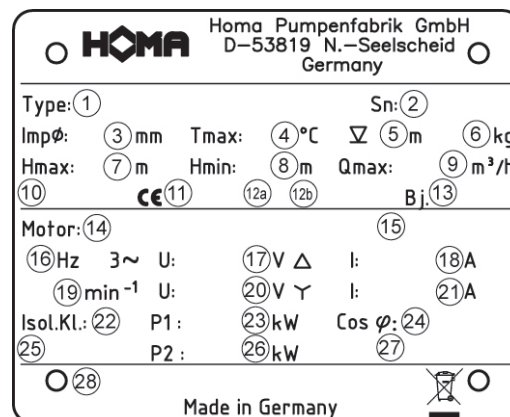 HOMA Homa Pumpenfabrik GmbH
D-53819 N.-Seelscheid
Germany
Type: 1 Sn: 2
Impø: 3 mm Tmax: 4 °C 5 m 6 kg
Hmax: 7 m Hmin: 8 m Qmax: 9 m³/h
10 CE 11 12a 12b Bj. 13
Motor: 14 15
16 Hz 3~ U: 17 V △ I: 18 A
19 min⁻¹ U: 20 V Y I: 21 A
Isol.Kl.: 22 P1: 23 kW Cos φ: 24
25 P2: 26 kW 27
28
Made in Germany